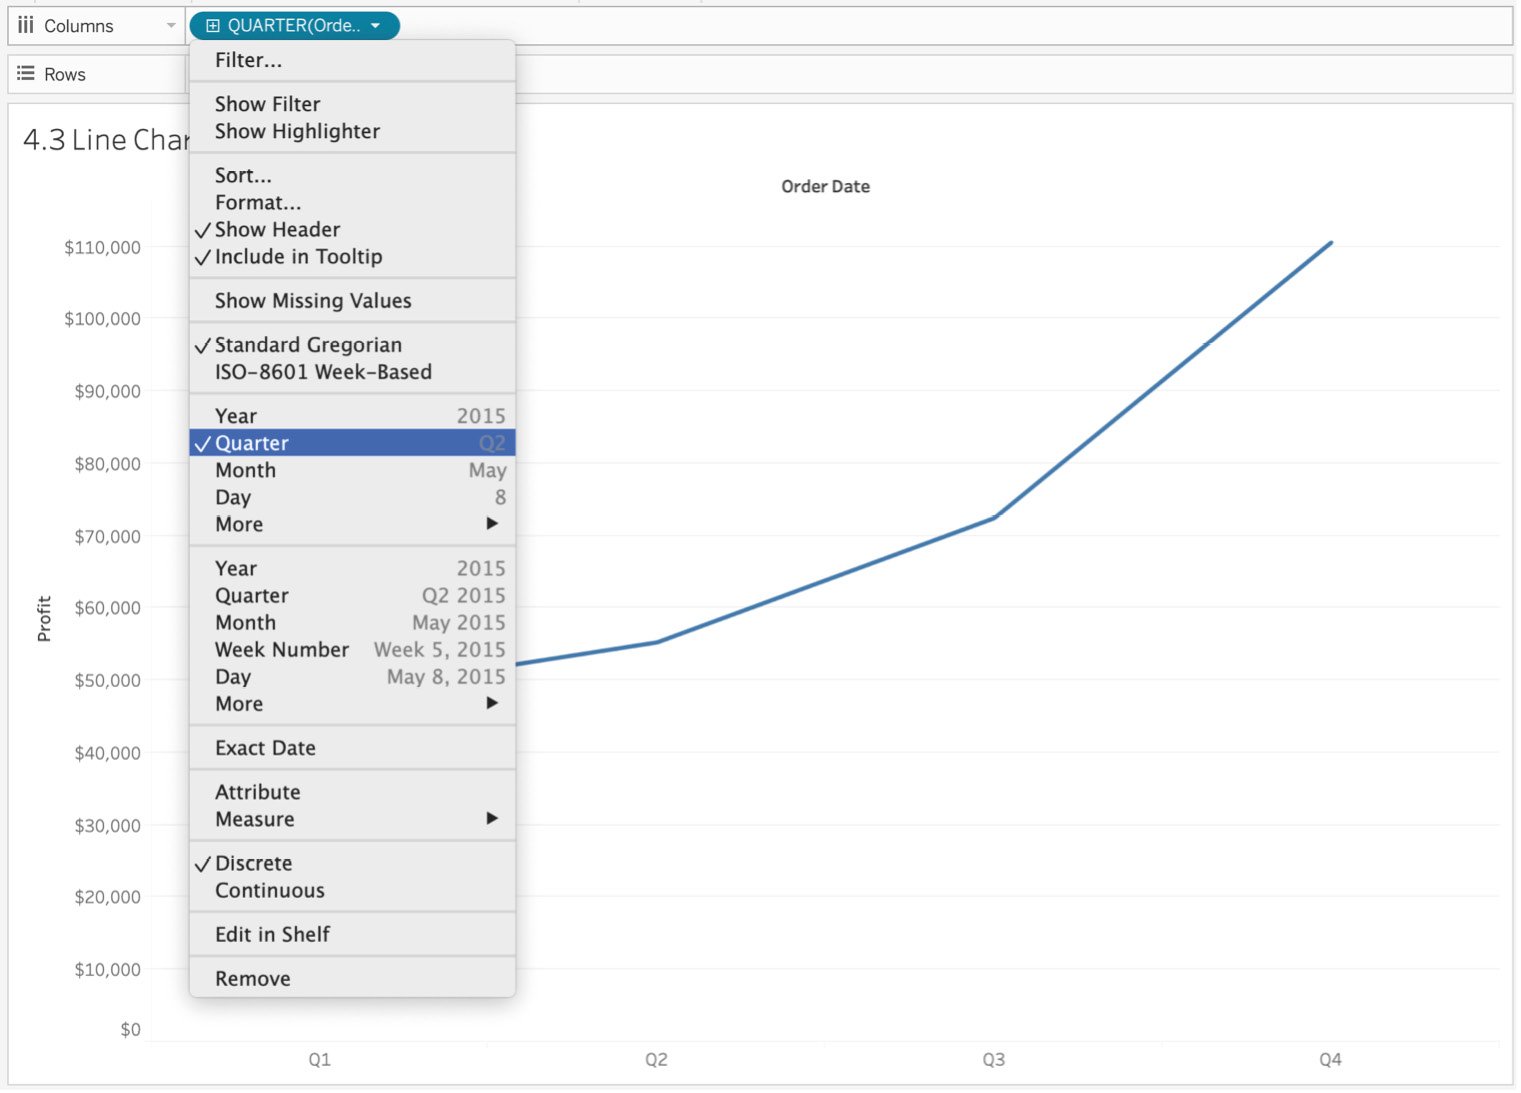 Columns
QUARTER(Orde..
Rows
4.3 Line Char
Filter...
Show Filter
Show Highlighter
Sort...
Format...
Show Header
Include in Tooltip
Show Missing Values
Standard Gregorian
ISO-8601 Week-Based
Year 2015
Quarter Q2
Month May
Day 8
More
Year 2015
Quarter Q2 2015
Month May 2015
Week Number Week 5, 2015
Day May 8, 2015
More
Exact Date
Attribute
Measure
Discrete
Continuous
Edit in Shelf
Remove
Order Date
Profit
$110,000
$100,000
$90,000
$80,000
$70,000
$60,000
$50,000
$40,000
$30,000
$20,000
$10,000
$0
Q1 Q2 Q3 Q4